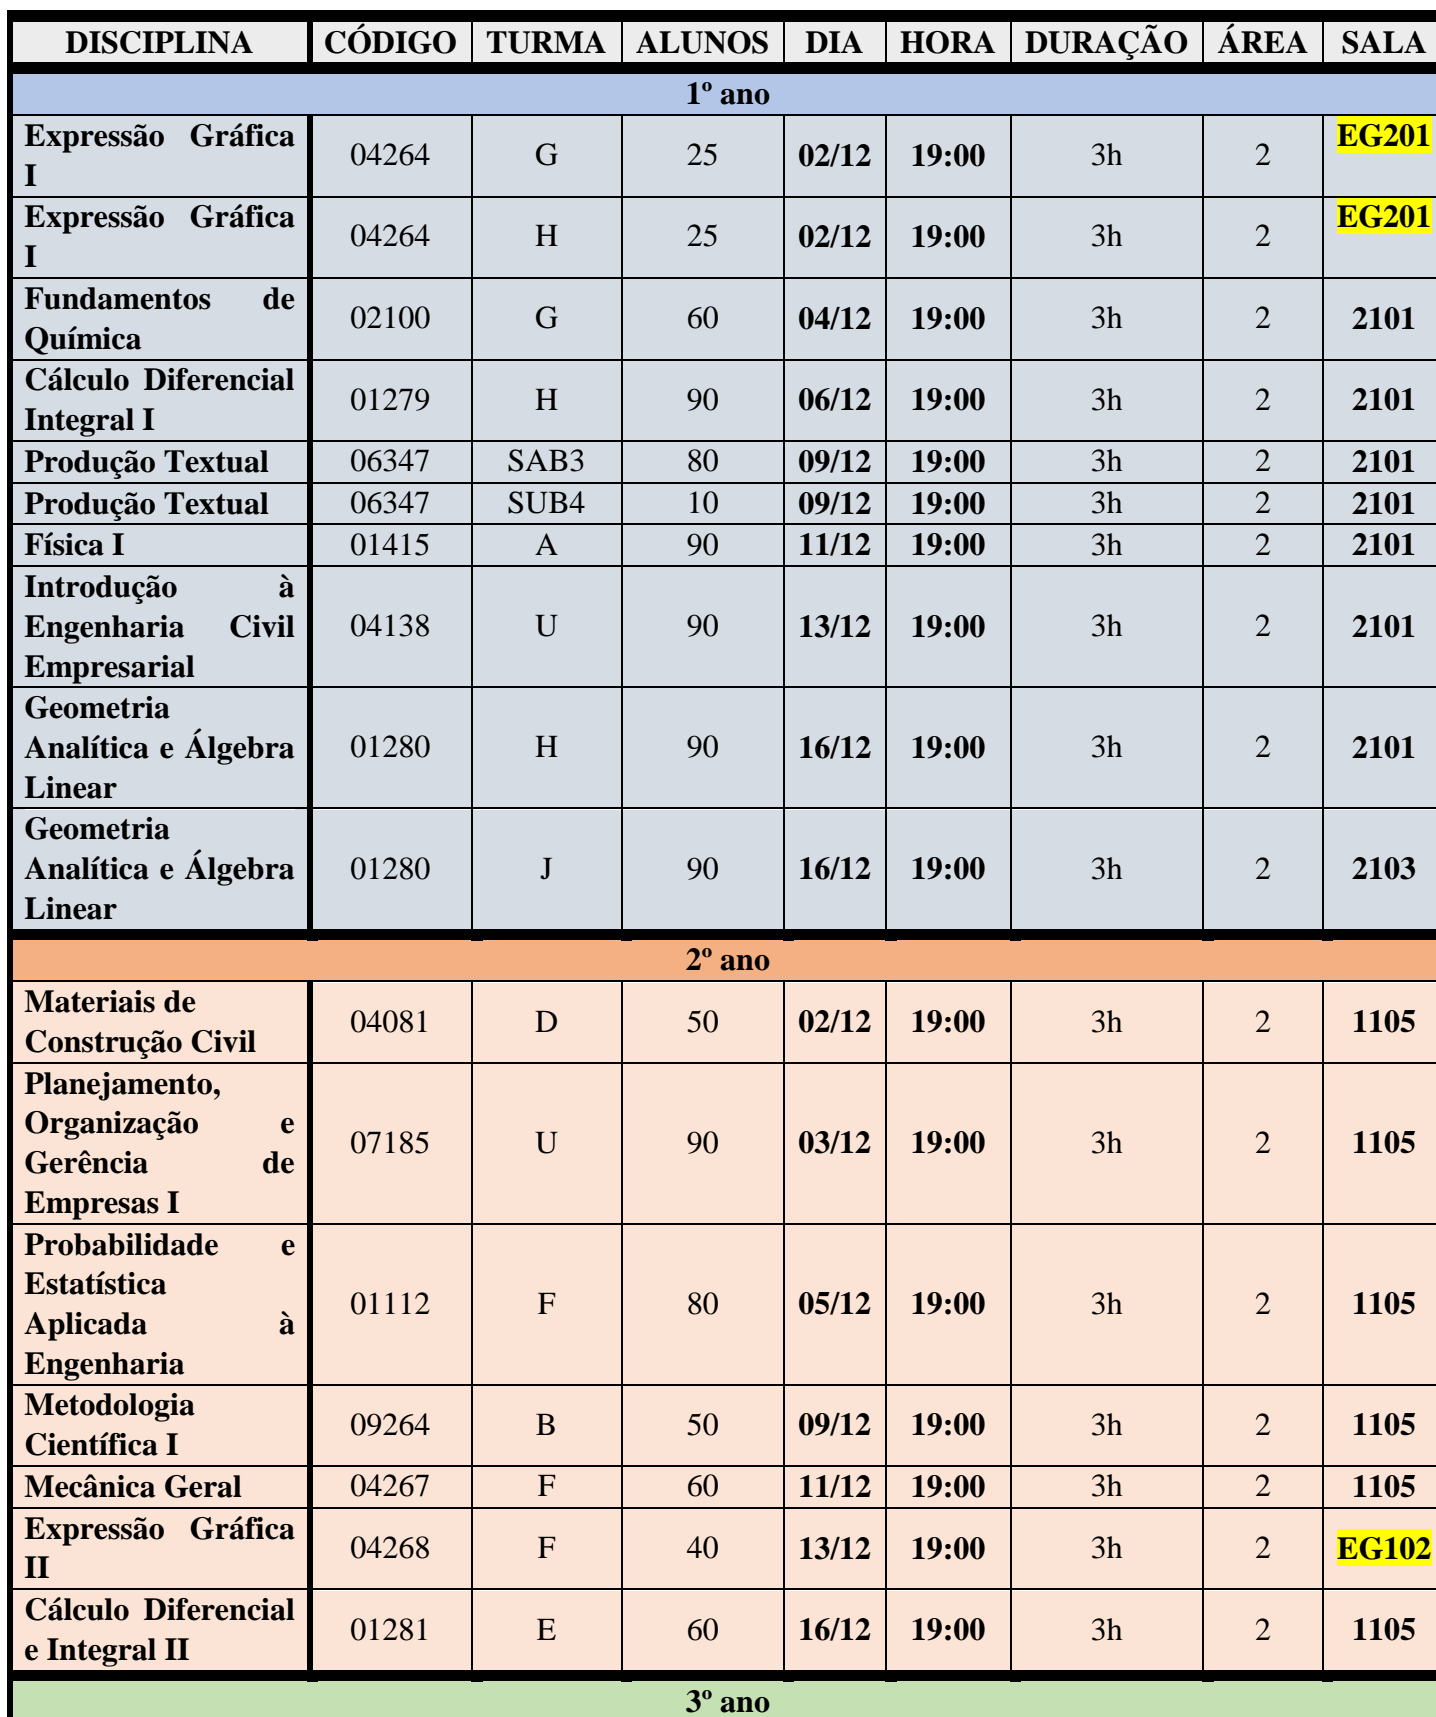 DISCIPLINA CÓDIGO TURMA ALUNOS DIA HORA DURAÇÃO ÁREA SALA
1º ano
Expressão Gráfica I 04264 G 25 02/12 19:00 3h 2 EG201
Expressão Gráfica I 04264 H 25 02/12 19:00 3h 2 EG201
Fundamentos de Química 02100 G 60 04/12 19:00 3h 2 2101
Cálculo Diferencial Integral I 01279 H 90 06/12 19:00 3h 2 2101
Produção Textual 06347 SAB3 80 09/12 19:00 3h 2 2101
Produção Textual 06347 SUB4 10 09/12 19:00 3h 2 2101
Física I 01415 A 90 11/12 19:00 3h 2 2101
Introdução à Engenharia Civil Empresarial 04138 U 90 13/12 19:00 3h 2 2101
Geometria Analítica e Álgebra Linear 01280 H 90 16/12 19:00 3h 2 2101
Geometria Analítica e Álgebra Linear 01280 J 90 16/12 19:00 3h 2 2103
2º ano
Materiais de Construção Civil 04081 D 50 02/12 19:00 3h 2 1105
Planejamento, Organização e Gerência de Empresas I 07185 U 90 03/12 19:00 3h 2 1105
Probabilidade e Estatística Aplicada à Engenharia 01112 F 80 05/12 19:00 3h 2 1105
Metodologia Científica I 09264 B 50 09/12 19:00 3h 2 1105
Mecânica Geral 04267 F 60 11/12 19:00 3h 2 1105
Expressão Gráfica II 04268 F 40 13/12 19:00 3h 2 EG102
Cálculo Diferencial e Integral II 01281 E 60 16/12 19:00 3h 2 1105
3º ano